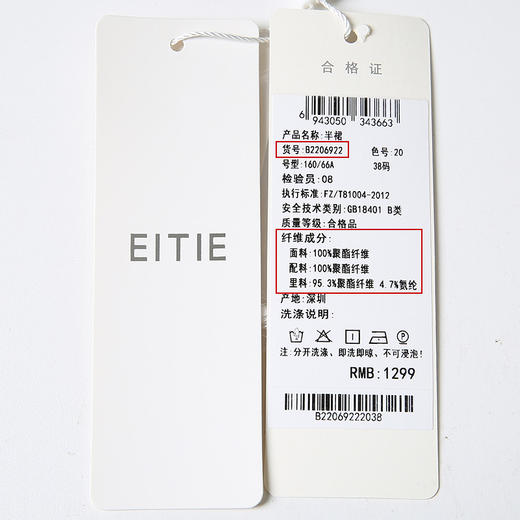 EITIE
合格证
6 943050 343663
产品名称:半裙
货号:B2206922 色号:20
号型:160/66A 38码
检验员:08
执行标准:FZ/T81004-2012
安全技术类别:GB18401 B类
质量等级:合格品
纤维成分:
面料:100%聚酯纤维
配料:100%聚酯纤维
里料:95.3%聚酯纤维 4.7%氨纶
产地:深圳
洗涤说明:
注:分开洗涤、即洗即晾、不可浸泡!
RMB:1299
B22069222038